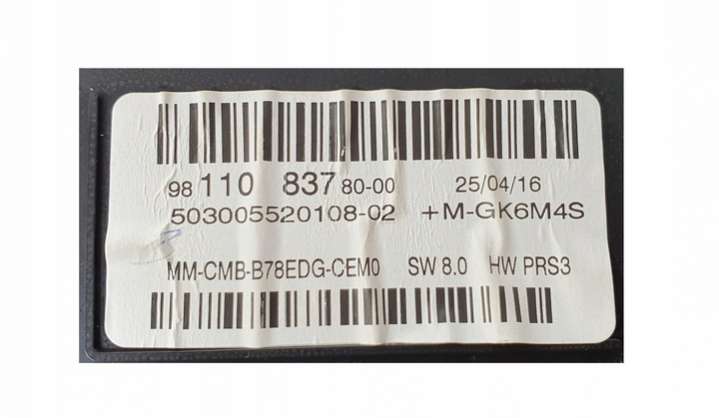 98 110 837 80-00 25/04/16
503005520108-02 +M-GK6M4S
MM-CMB-B78EDG-CEM0 SW 8.0 HW PRS3